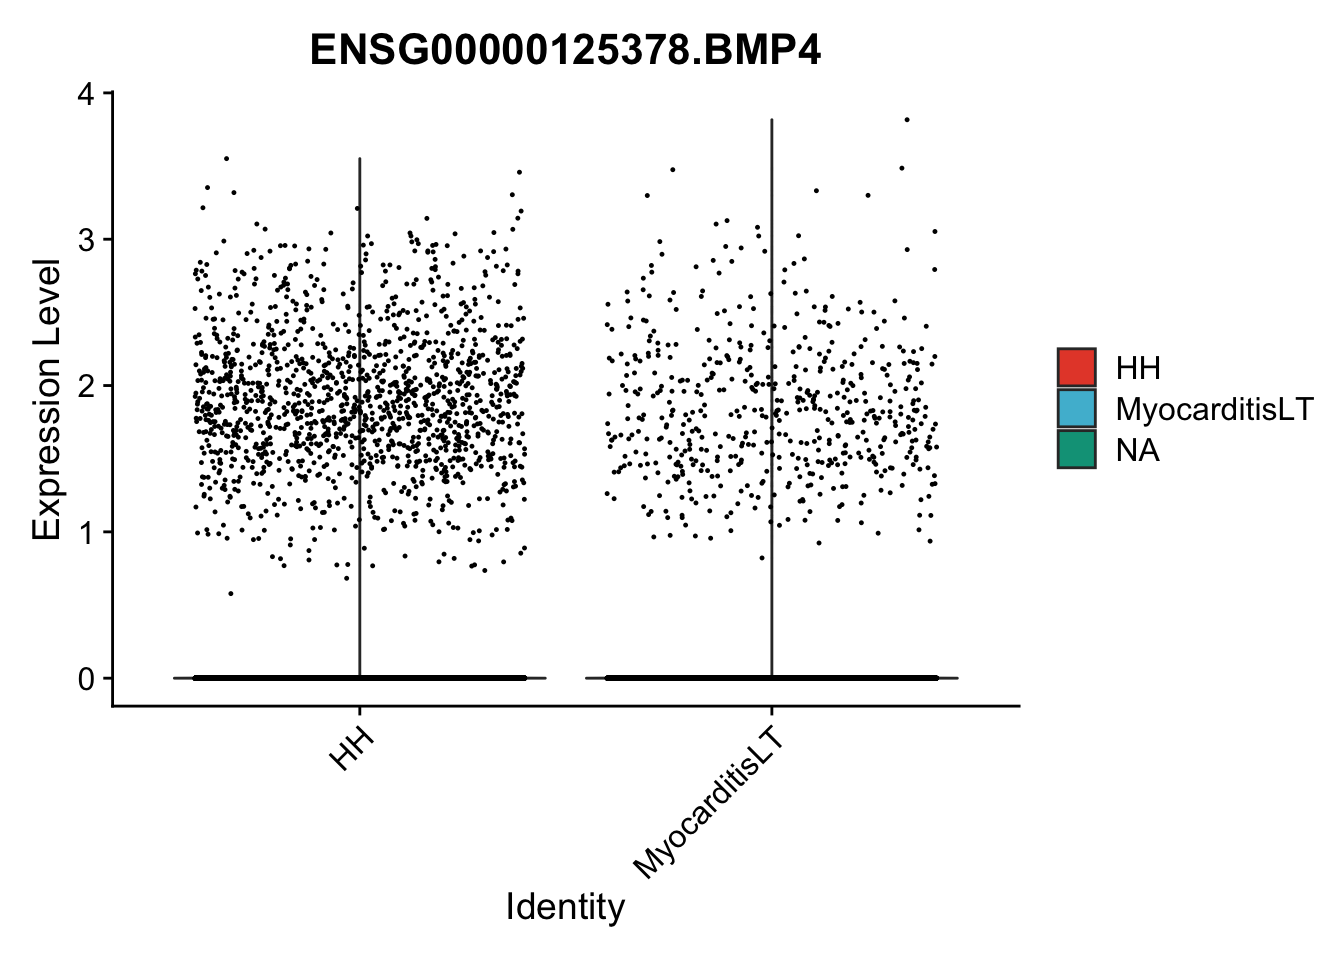 ENSG00000125378.BMP4
Expression Level
4
3
2
1
0
HH
MyocarditisLT
Identity
HH
MyocarditisLT
NA